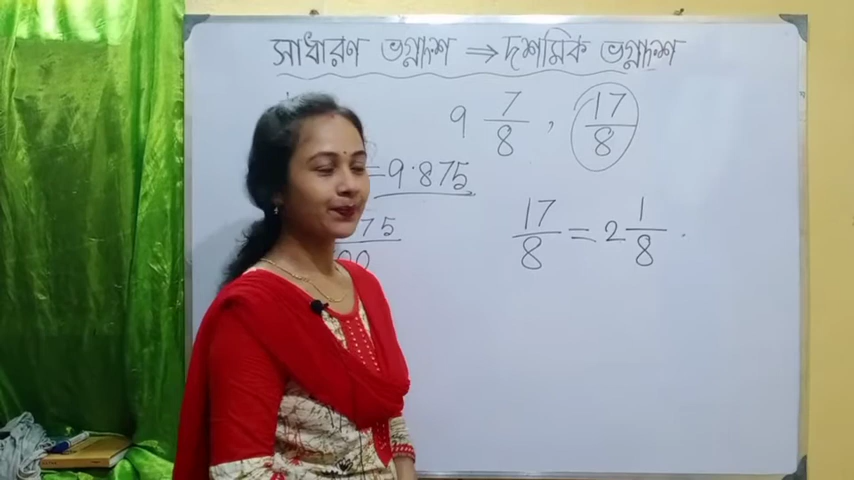 সাধারণ ভগ্নাংশ ⇒ দশমিক ভগ্নাংশ
9 7/8 , 17/8
= 9.875
75
17/8 = 2 1/8